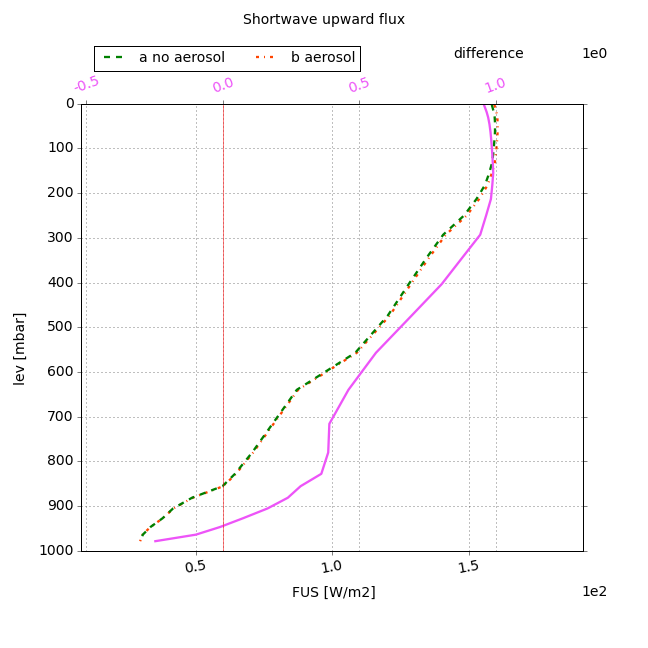 Shortwave upward flux
a no aerosol b aerosol difference 1e0
-0.5 0.0 0.5 1.0
0
100
200
300
400
500
600
700
800
900
1000
lev [mbar]
0.5 1.0 1.5
FUS [W/m2] 1e2